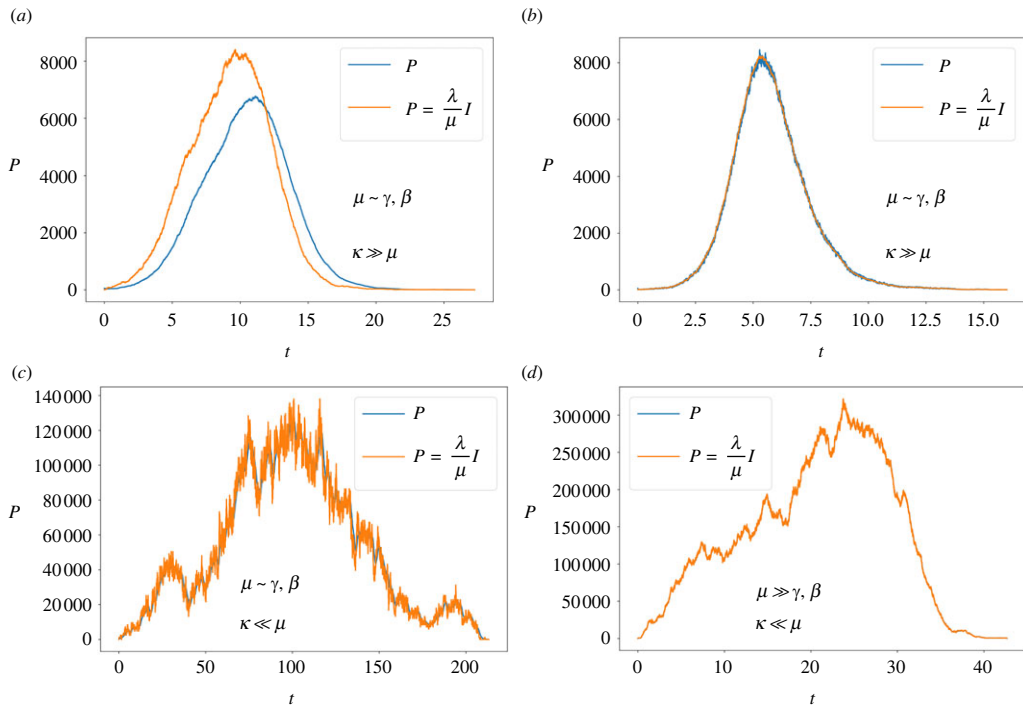 (a)
8000
6000
4000
2000
0
P
P
P = λ/μ I
μ ~ γ, β
κ ≫ μ
0
5
10
15
20
25
t
(b)
8000
6000
4000
2000
0
P
P
P = λ/μ I
μ ~ γ, β
κ ≫ μ
0
2.5
5.0
7.5
10.0
12.5
15.0
t
(c)
140 000
120 000
100 000
80 000
60 000
40 000
20 000
0
P
P
P = λ/μ I
μ ~ γ, β
κ ≪ μ
0
50
100
150
200
t
(d)
300 000
250 000
200 000
150 000
100 000
50 000
0
P
P
P = λ/μ I
μ ≫ γ, β
κ ≪ μ
0
10
20
30
40
t